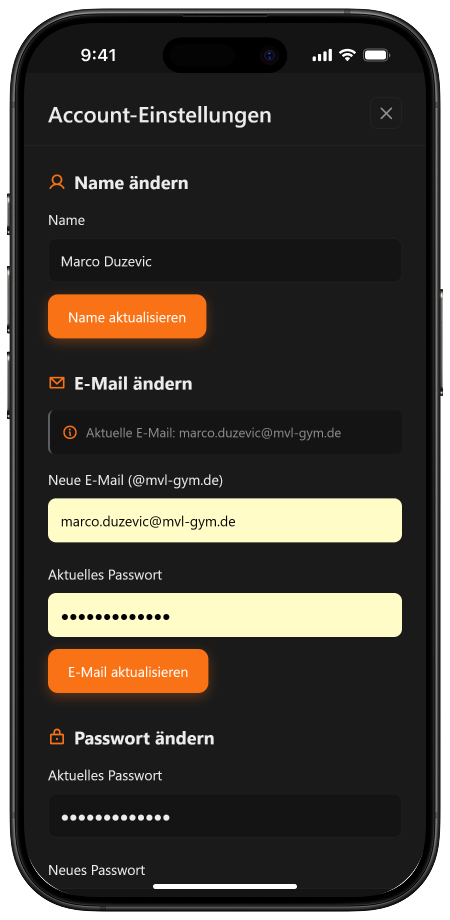 9:41
Account-Einstellungen
Name ändern
Name
Marco Duzevic
Name aktualisieren
E-Mail ändern
Aktuelle E-Mail: marco.duzevic@mvl-gym.de
Neue E-Mail (@mvl-gym.de)
marco.duzevic@mvl-gym.de
Aktuelles Passwort
•••••••••••••
E-Mail aktualisieren
Passwort ändern
Aktuelles Passwort
•••••••••••••
Neues Passwort